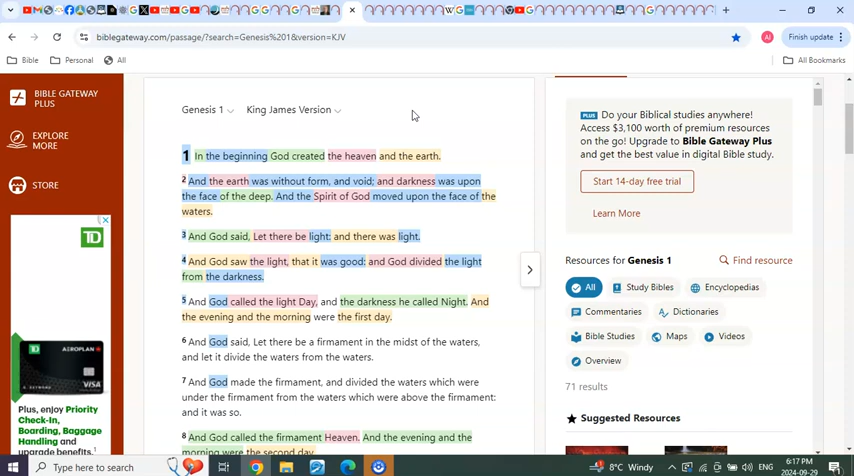 biblegateway.com/passage/?search=Genesis%201&version=KJV
AI
Finish update
Bible
Personal
All
All Bookmarks
BIBLE GATEWAY
PLUS
EXPLORE
MORE
STORE
TD
TD
AEROPLAN
VISA
Plus, enjoy Priority
Check-In,
Boarding, Baggage
Handling and
upgrade benefits.
Genesis 1
King James Version
1 In the beginning God created the heaven and the earth.
2 And the earth was without form, and void; and darkness was upon
the face of the deep. And the Spirit of God moved upon the face of the
waters.
3 And God said, Let there be light: and there was light.
4 And God saw the light, that it was good: and God divided the light
from the darkness.
5 And God called the light Day, and the darkness he called Night. And
the evening and the morning were the first day.
6 And God said, Let there be a firmament in the midst of the waters,
and let it divide the waters from the waters.
7 And God made the firmament, and divided the waters which were
under the firmament from the waters which were above the firmament:
and it was so.
8 And God called the firmament Heaven. And the evening and the
morning were the second day.
PLUS Do your Biblical studies anywhere!
Access $3,100 worth of premium resources
on the go! Upgrade to Bible Gateway Plus
and get the best value in digital Bible study.
Start 14-day free trial
Learn More
Resources for Genesis 1
Find resource
All
Study Bibles
Encyclopedias
Commentaries
Dictionaries
Bible Studies
Maps
Videos
Overview
71 results
Suggested Resources
Type here to search
8°C Windy
ENG
6:17 PM
2024-09-29